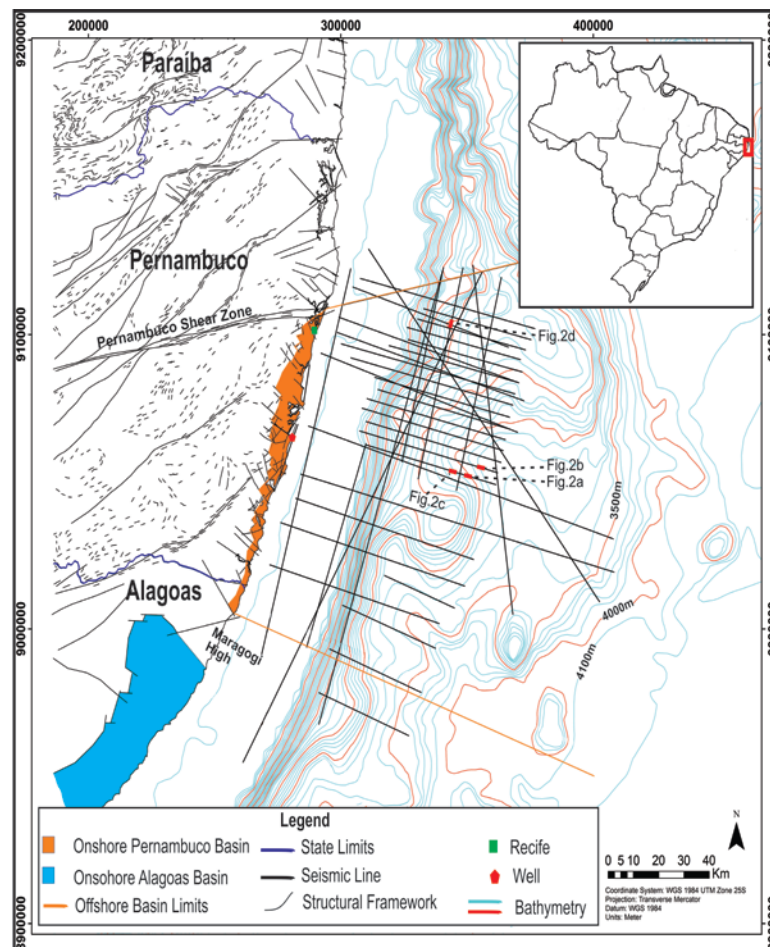 200000
300000
400000
9200000
9100000
9000000
8900000
Paraiba
Pernambuco
Pernambuco Shear Zone
Alagoas
Maragogi
High
Fig.2d
Fig.2b
Fig.2a
Fig.2c
3500m
4000m
4100m
Legend
Onshore Pernambuco Basin
Onsohore Alagoas Basin
Offshore Basin Limits
State Limits
Seismic Line
Structural Framework
Recife
Well
Bathymetry
N
0 5 10 20 30 40
Km
Coordinate System: WGS 1984 UTM Zone 25S
Projection: Transverse Mercator
Datum: WGS 1984
Units: Meter